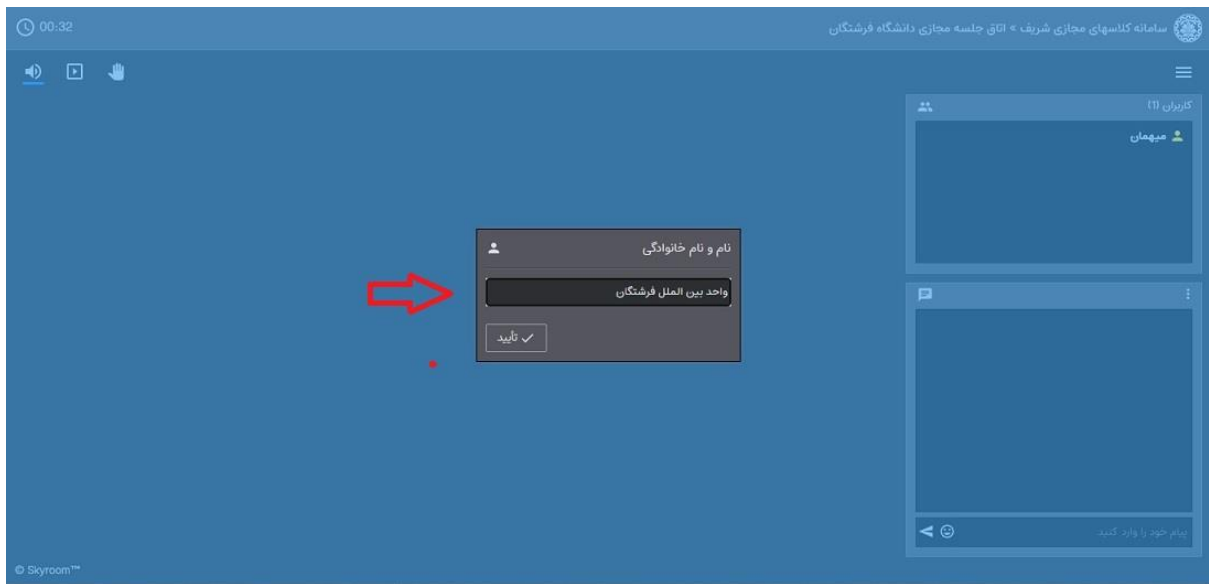 سامانه کلاسهای مجازی شریف » اتاق جلسه مجازی دانشگاه فرشتگان
00:32
کاربران (1)
میهمان
نام و نام خانوادگی
واحد بین الملل فرشتگان
تأیید
پیام خود را وارد کنید
© Skyroom™